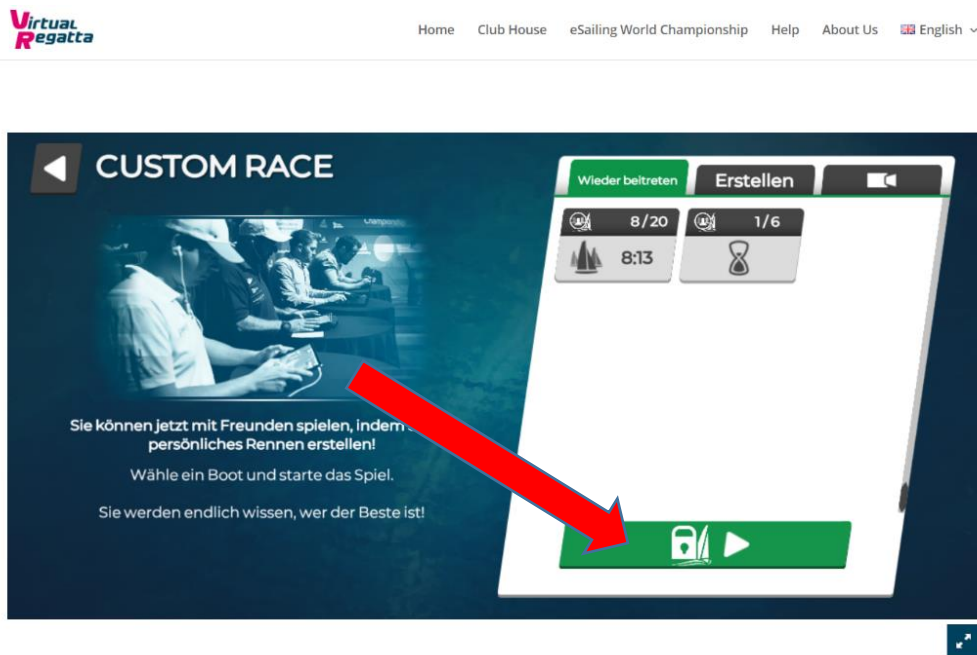 Virtual
Regatta
Home Club House eSailing World Championship Help About Us English
CUSTOM RACE
Wieder beitreten Erstellen
8/20 1/6
8:13
Sie können jetzt mit Freunden spielen, indem
persönliches Rennen erstellen!
Wähle ein Boot und starte das Spiel.
Sie werden endlich wissen, wer der Beste ist!